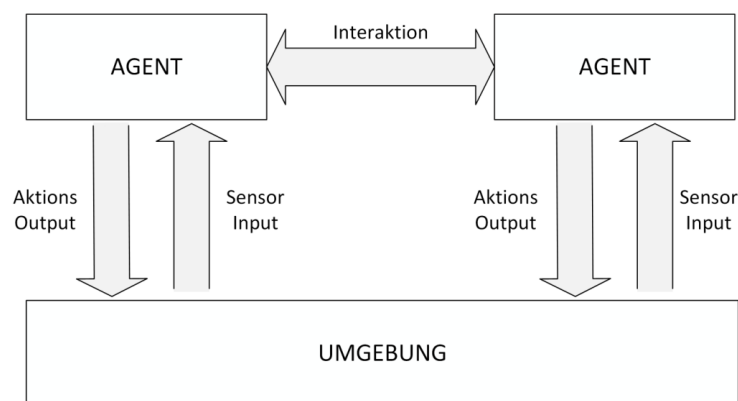 Interaktion
AGENT
AGENT
Aktions
Output
Sensor
Input
Aktions
Output
Sensor
Input
UMGEBUNG